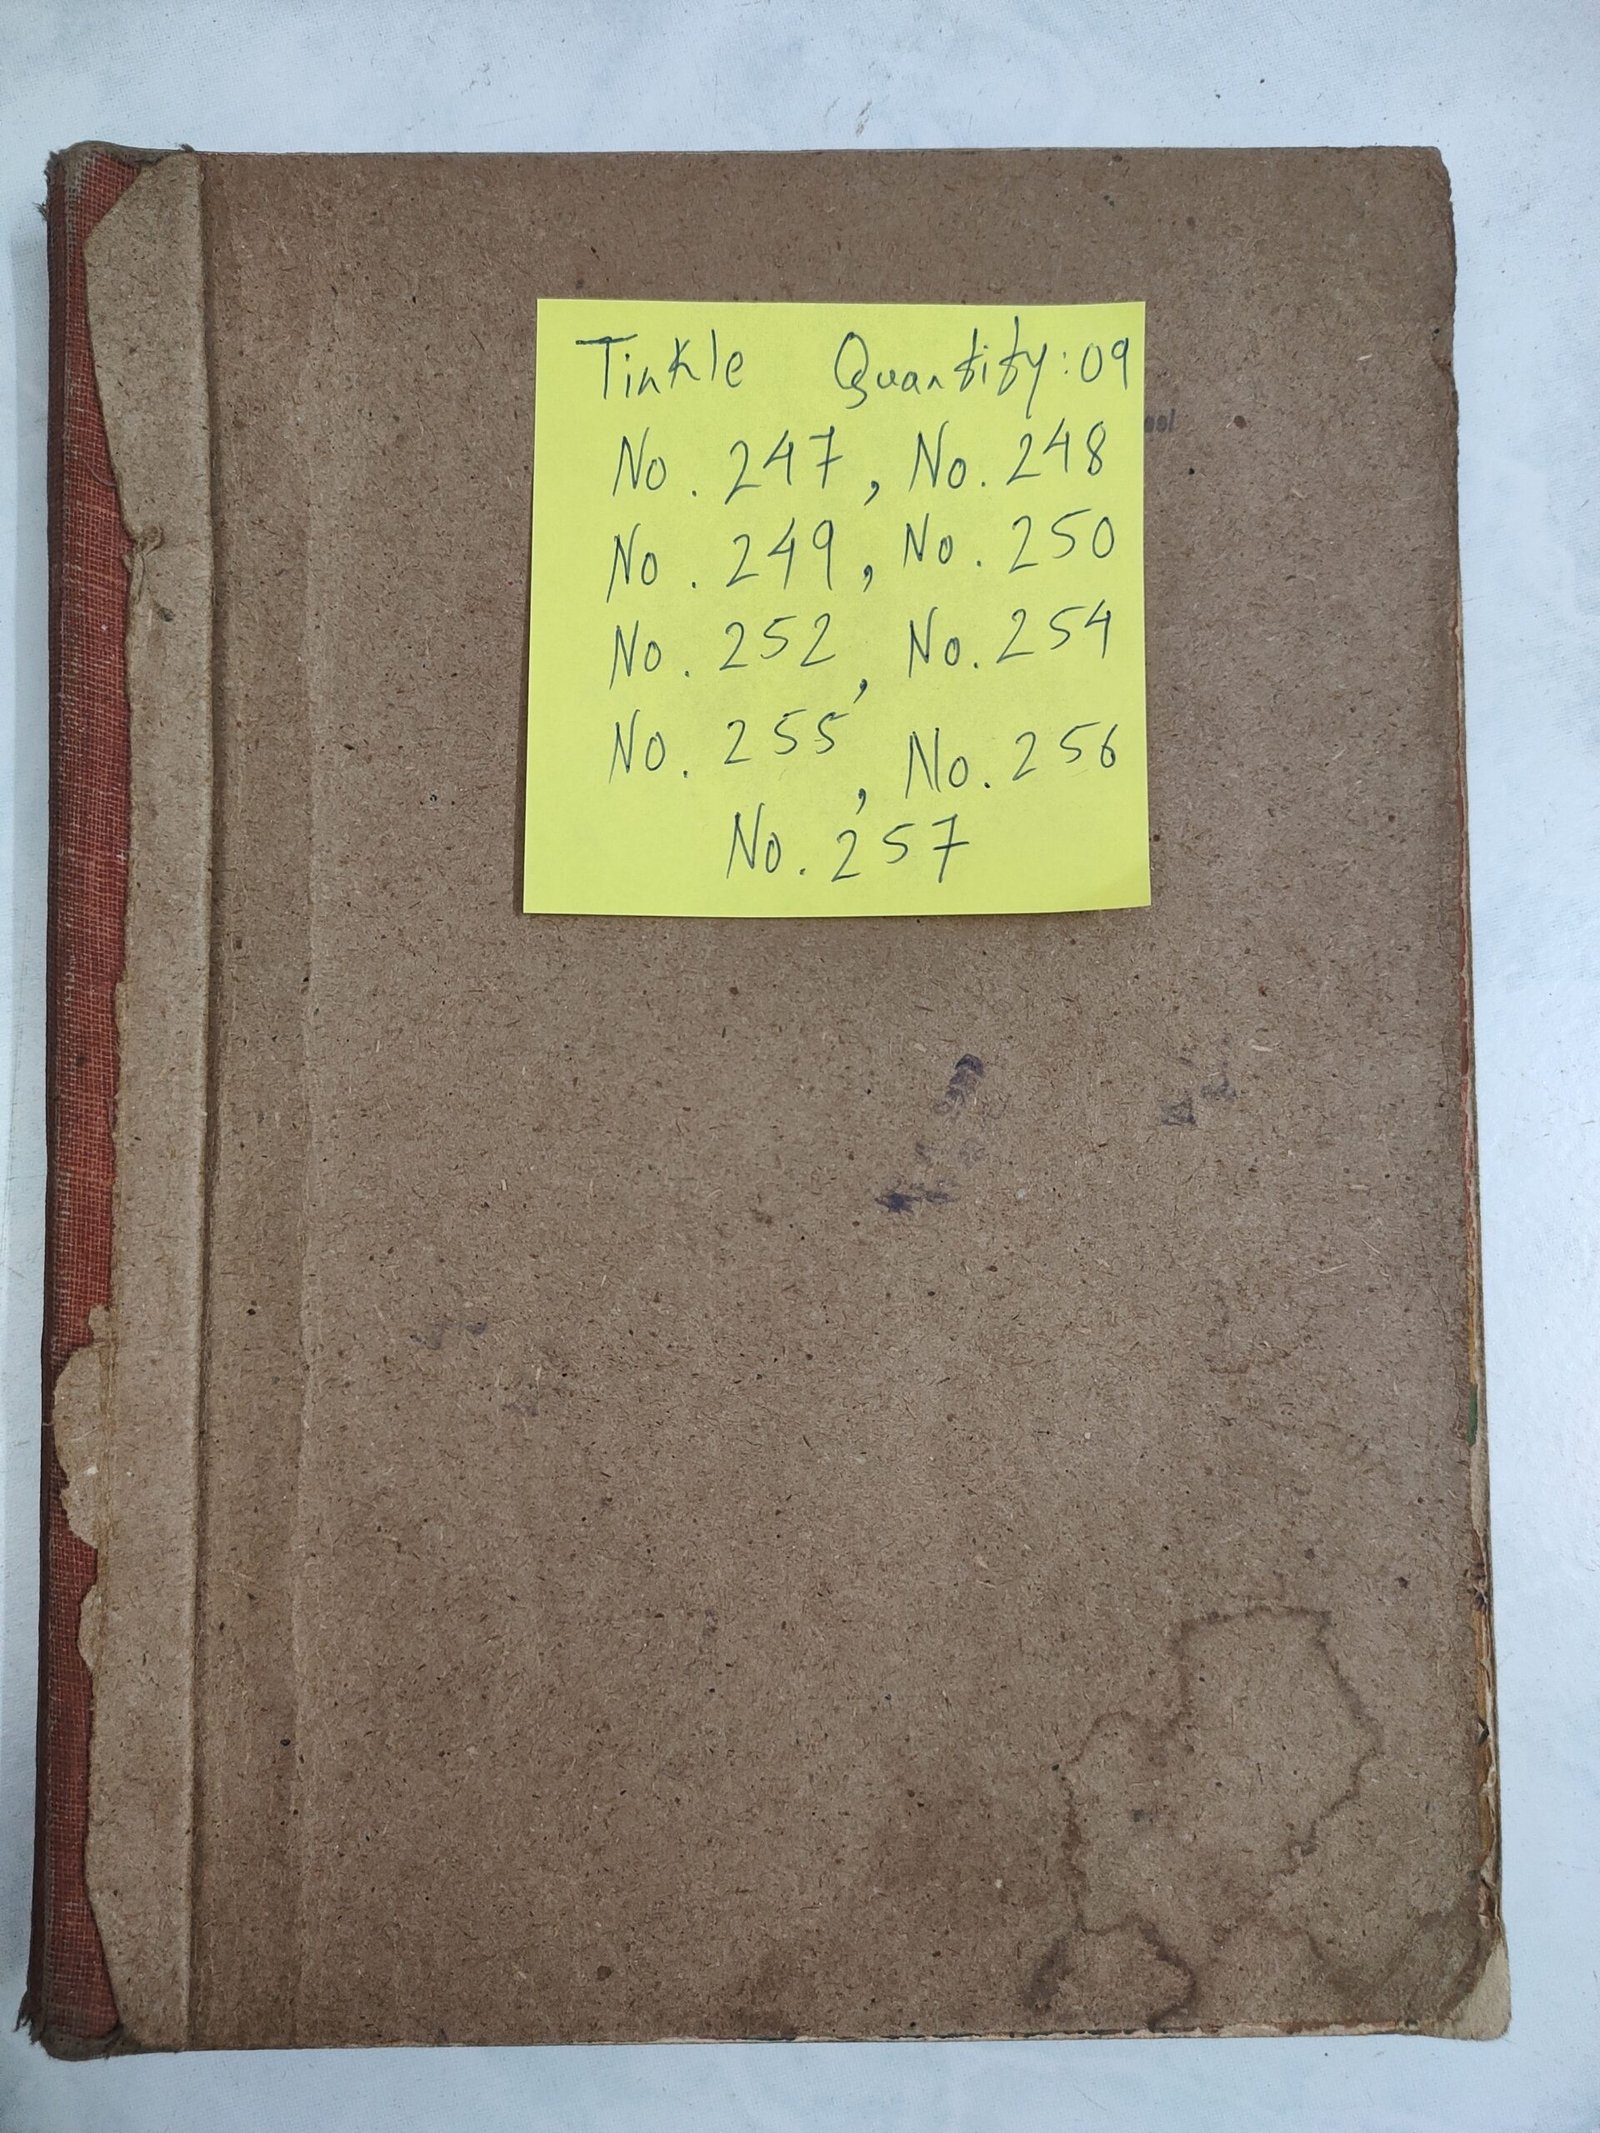 Tinkle Quantity: 09
No. 247, No. 248
No. 249, No. 250
No. 252, No. 254
No. 255, No. 256
No. 257